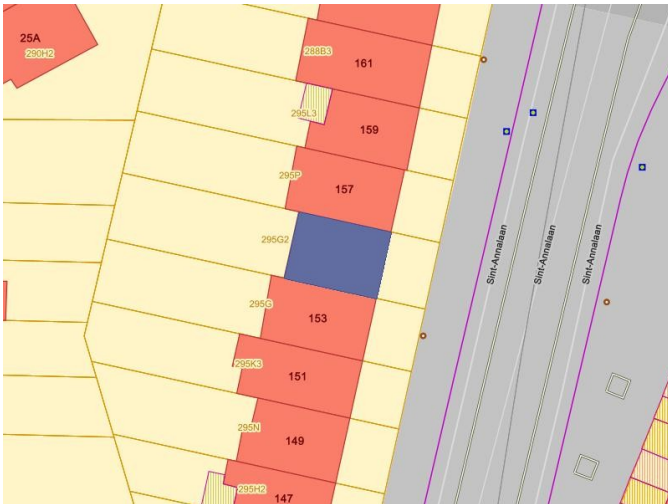 25A
290H2
288B3
161
295L3
159
295P
157
295G2
Sint-Annalaan
Sint-Annalaan
Sint-Annalaan
295G
153
295K3
151
295N
149
295H2
147